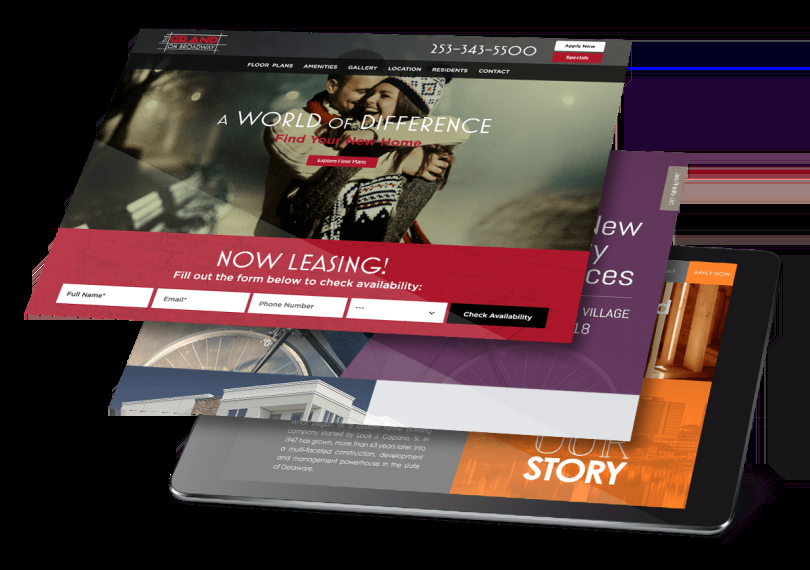 THE
GRAND
ON BROADWAY
253-343-5500
Apply Now
Specials
FLOOR PLANS AMENITIES GALLERY LOCATION RESIDENTS CONTACT
A WORLD OF DIFFERENCE
Find Your New Home
Explore Floor Plans
NOW LEASING!
Fill out the form below to check availability:
Full Name* Email* Phone Number --- Check Availability
New
y
ces
VILLAGE
18
APPLY NOW
d
company started by Louis J. Capano, Sr. in
1947 has grown, more than 65 years later, into
a multi-faceted construction, development
and management powerhouse in the state
of Delaware.
OUR
STORY